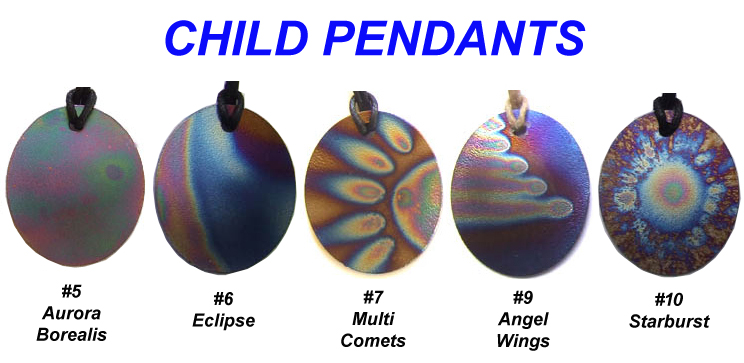 CHILD PENDANTS
#5
Aurora
Borealis
#6
Eclipse
#7
Multi
Comets
#9
Angel
Wings
#10
Starburst